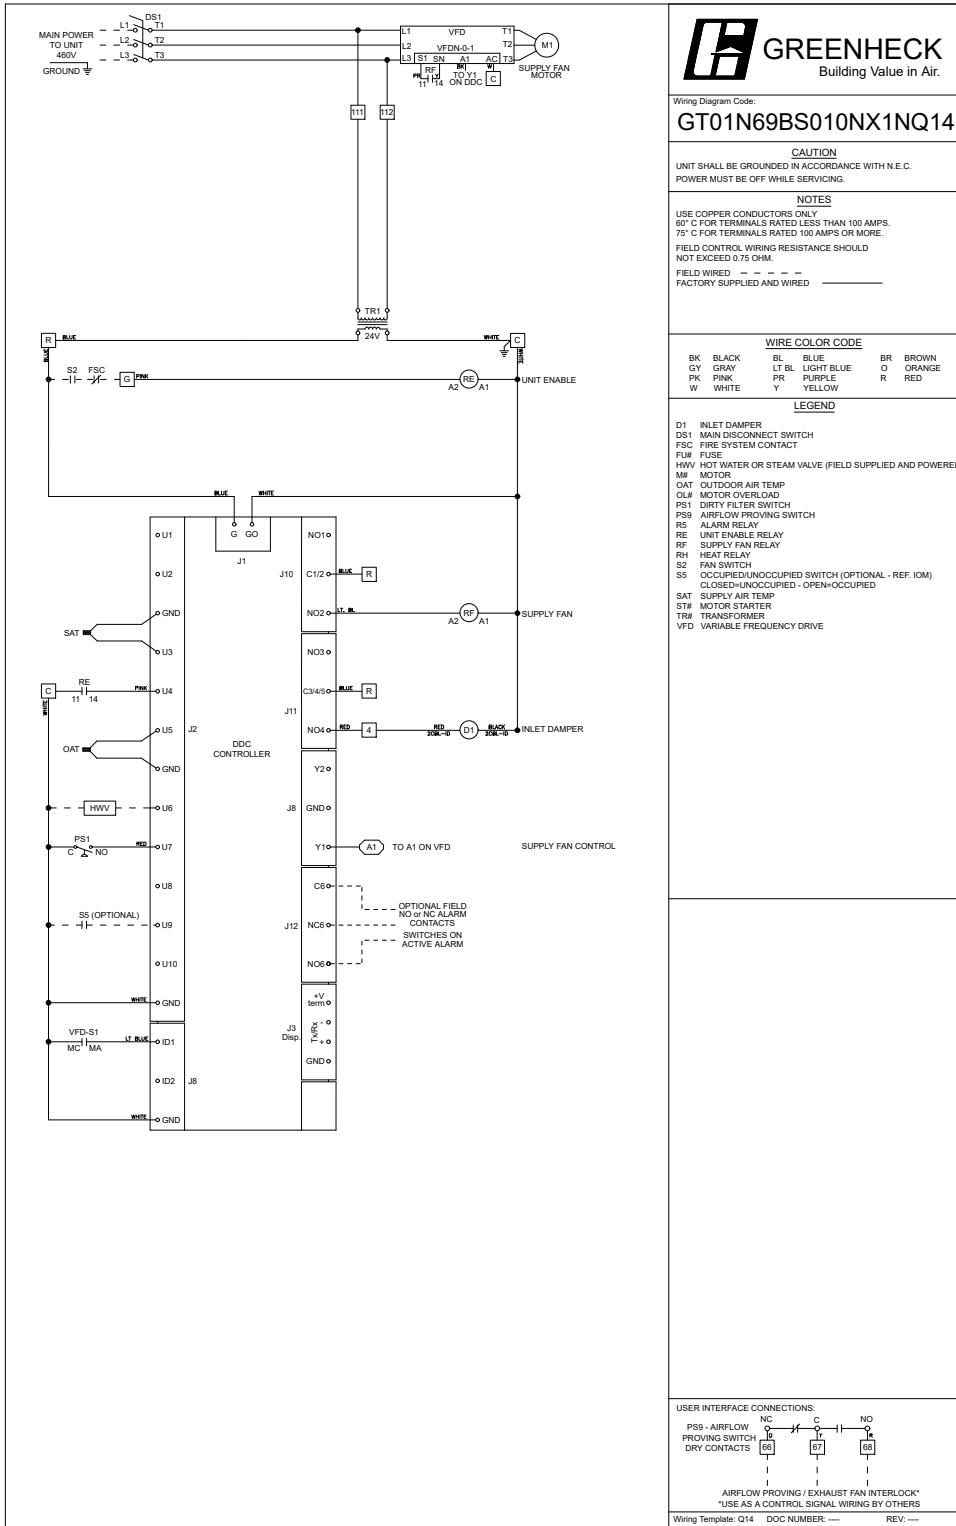 DS1
MAIN POWER
TO UNIT
460V
GROUND
L1 T1
L2 T2
L3 T3
L1 VFD T1
L2 VFDN-0-1 T2
L3 S1 SN A1 AC T3
M1
SUPPLY FAN
MOTOR
PR RF Y BK W
11 14
TO Y1
ON DDC
C
111 112
TR1
24V
R BLUE WHITE C
BLUE WHITE
S2 FSC G PINK RE UNIT ENABLE
A2 A1
BLUE WHITE
G GO
J1
U1 NO1
U2 J10 C1/2 BLUE R
GND NO2 LT. BL RF SUPPLY FAN
A2 A1
SAT
U3 NO3
C RE PINK U4 C3/4/5 BLUE R
11 14
WHITE
J11
U5 J2 NO4 RED 4 RED D1 BLACK INLET DAMPER
20BL-ID 20BL-ID
OAT
DDC
CONTROLLER
GND Y2
HWV U6 J8 GND
PS1 RED U7 Y1 A1 TO A1 ON VFD SUPPLY FAN CONTROL
C NO
U8 C6
OPTIONAL FIELD
NO or NC ALARM
CONTACTS
S5 (OPTIONAL) U9 J12 NC6
SWITCHES ON
ACTIVE ALARM
U10 NO6
WHITE GND +V
term
VFD-S1 LT BLUE ID1 J3
Disp. Tx/Rx - +
MC MA
GND
ID2 J8
WHITE GND
GREENHECK
Building Value in Air.
Wiring Diagram Code:
GT01N69BS010NX1NQ14
CAUTION
UNIT SHALL BE GROUNDED IN ACCORDANCE WITH N.E.C.
POWER MUST BE OFF WHILE SERVICING.
NOTES
USE COPPER CONDUCTORS ONLY
60° C FOR TERMINALS RATED LESS THAN 100 AMPS.
75° C FOR TERMINALS RATED 100 AMPS OR MORE.
FIELD CONTROL WIRING RESISTANCE SHOULD
NOT EXCEED 0.75 OHM.
FIELD WIRED
FACTORY SUPPLIED AND WIRED
WIRE COLOR CODE
BK BLACK BL BLUE BR BROWN
GY GRAY LT BL LIGHT BLUE O ORANGE
PK PINK PR PURPLE R RED
W WHITE Y YELLOW
LEGEND
D1 INLET DAMPER
DS1 MAIN DISCONNECT SWITCH
FSC FIRE SYSTEM CONTACT
FU# FUSE
HWV HOT WATER OR STEAM VALVE (FIELD SUPPLIED AND POWERE
M# MOTOR
OAT OUTDOOR AIR TEMP
OL# MOTOR OVERLOAD
PS1 DIRTY FILTER SWITCH
PS9 AIRFLOW PROVING SWITCH
R5 ALARM RELAY
RE UNIT ENABLE RELAY
RF SUPPLY FAN RELAY
RH HEAT RELAY
S2 FAN SWITCH
S5 OCCUPIED/UNOCCUPIED SWITCH (OPTIONAL - REF. IOM)
CLOSED=UNOCCUPIED - OPEN=OCCUPIED
SAT SUPPLY AIR TEMP
ST# MOTOR STARTER
TR# TRANSFORMER
VFD VARIABLE FREQUENCY DRIVE
USER INTERFACE CONNECTIONS:
PS9 - AIRFLOW
PROVING SWITCH
DRY CONTACTS
NC C NO
O Y R
66 67 68
AIRFLOW PROVING / EXHAUST FAN INTERLOCK*
*USE AS A CONTROL SIGNAL WIRING BY OTHERS
Wiring Template: Q14 DOC NUMBER: ---- REV: ----